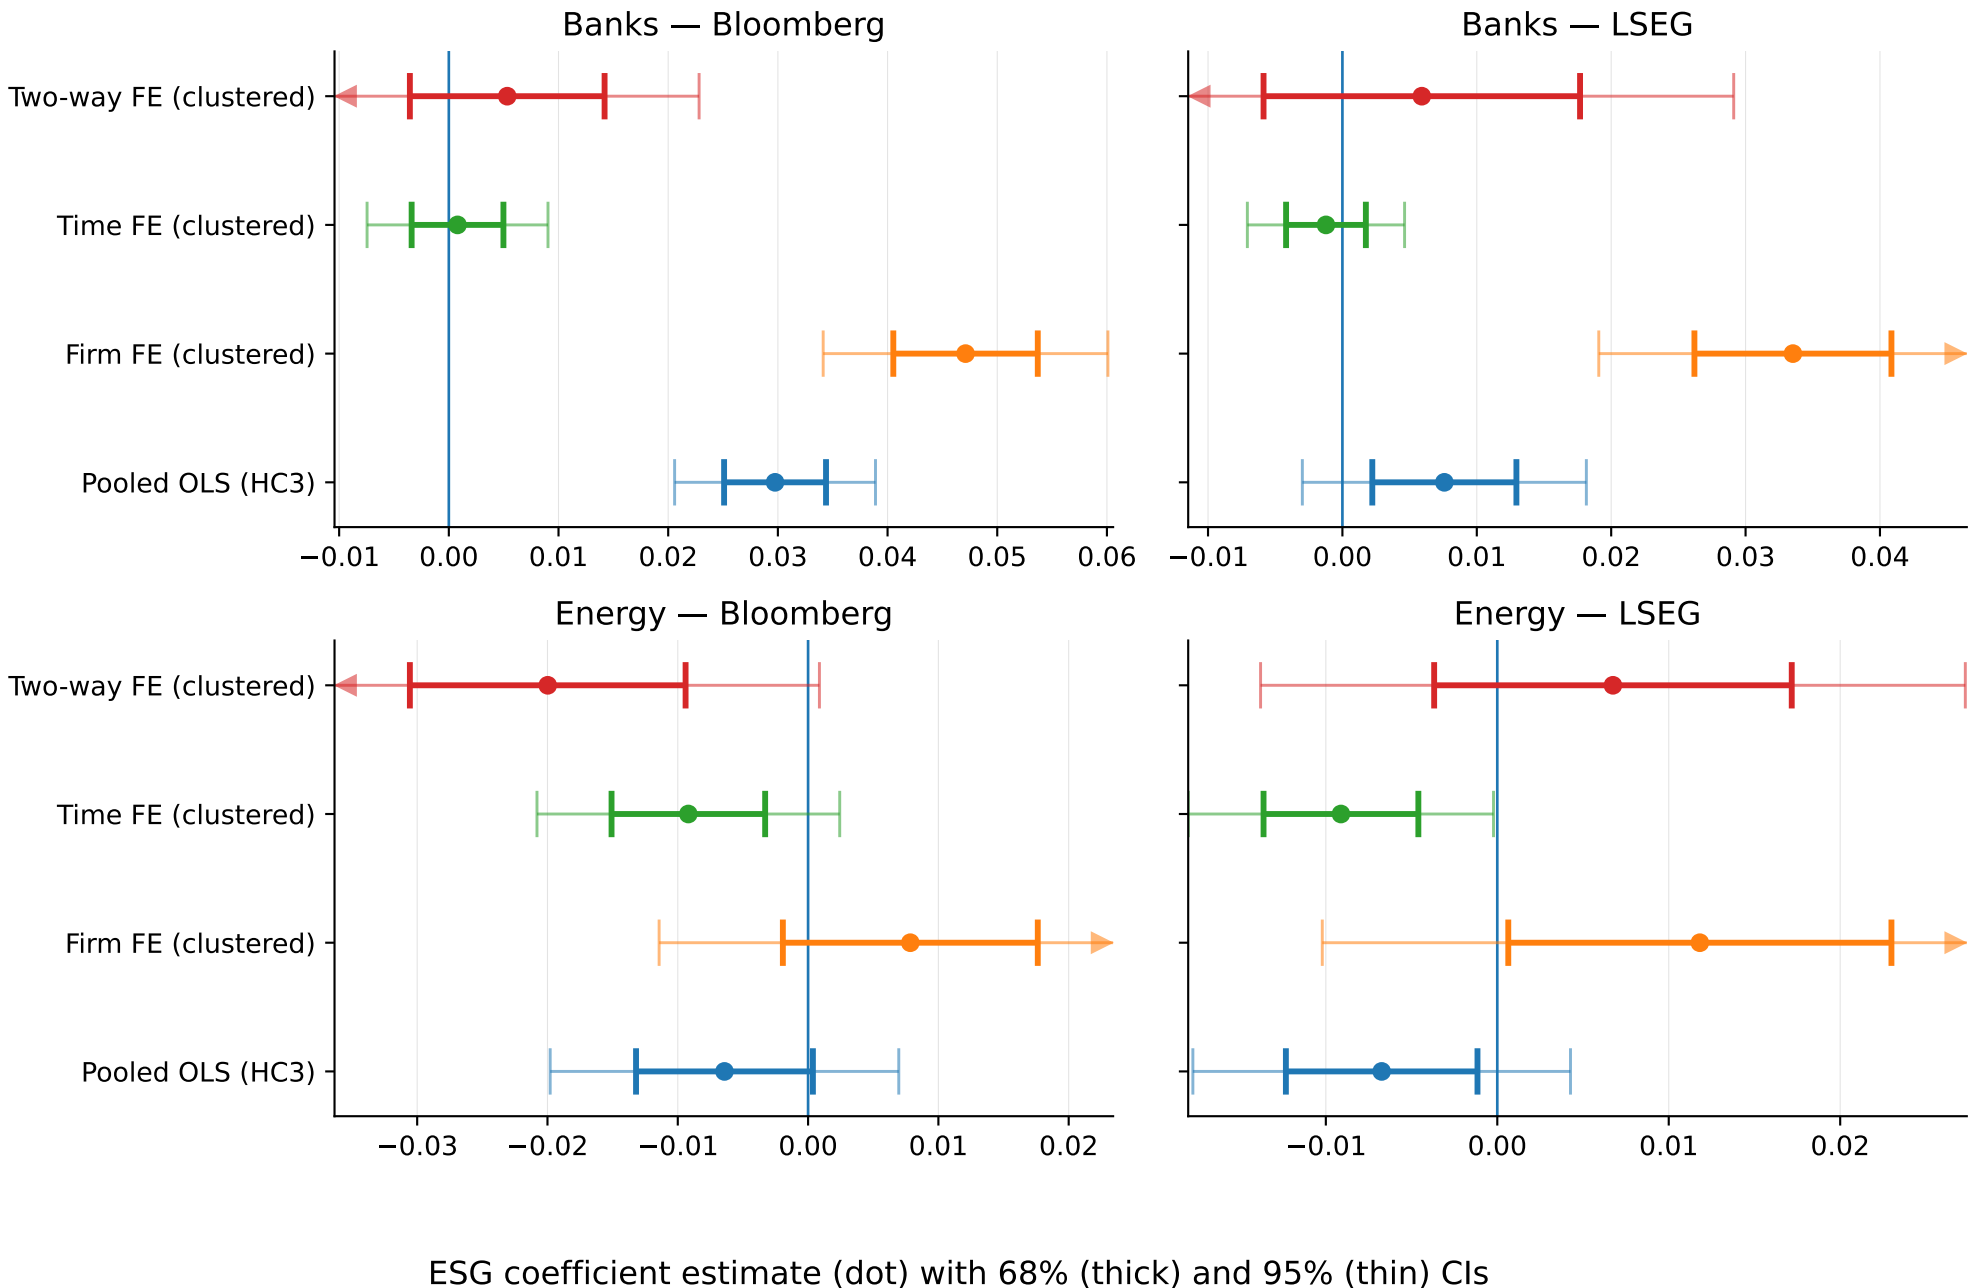 Banks — Bloomberg
Banks — LSEG
Two-way FE (clustered)
Time FE (clustered)
Firm FE (clustered)
Pooled OLS (HC3)
−0.01 0.00 0.01 0.02 0.03 0.04 0.05 0.06
−0.01 0.00 0.01 0.02 0.03 0.04
Energy — Bloomberg
Energy — LSEG
Two-way FE (clustered)
Time FE (clustered)
Firm FE (clustered)
Pooled OLS (HC3)
−0.03 −0.02 −0.01 0.00 0.01 0.02
−0.01 0.00 0.01 0.02
ESG coefficient estimate (dot) with 68% (thick) and 95% (thin) CIs